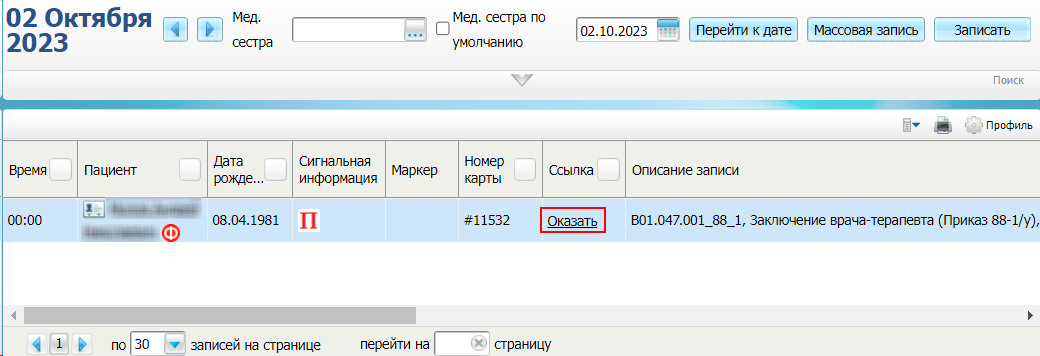 02 Октября
2023
Мед.
сестра
...
Мед. сестра по
умолчанию
02.10.2023
Перейти к дате
Массовая запись
Записать
Поиск
Профиль
Время
Пациент
Дата
рожде...
Сигнальная
информация
Маркер
Номер
карты
Ссылка
Описание записи
00:00
Ф
08.04.1981
П
#11532
Оказать
B01.047.001_88_1, Заключение врача-терапевта (Приказ 88-1/у),
1
по
30
записей на странице
перейти на
страницу